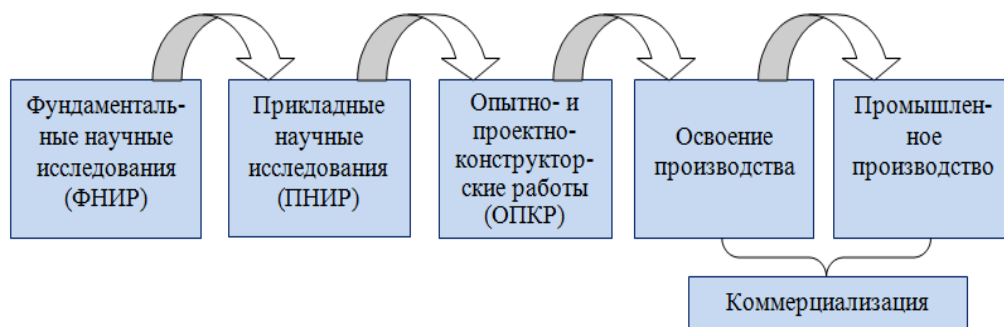 Фундаменталь-
ные научные
исследования
(ФНИР)
Прикладные
научные
исследования
(ПНИР)
Опытно- и
проектно-
конструктор-
ские работы
(ОПКР)
Освоение
производства
Промышлен-
ное
производство
Коммерциализация